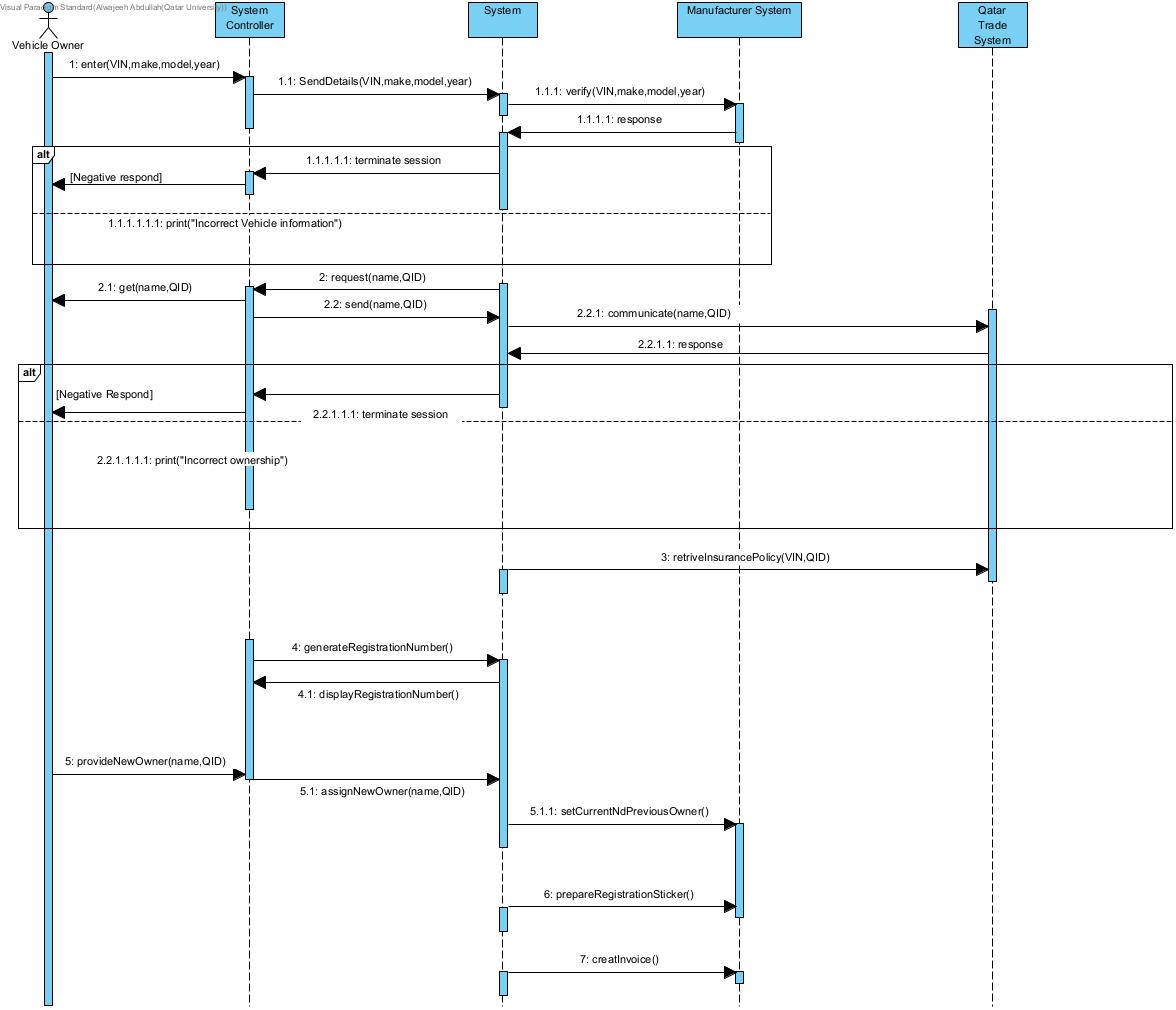 Visual Paradigm Standard(Alwajeeh Abdullah(Qatar University))
System Controller
System
Manufacturer System
Qatar Trade System
Vehicle Owner
1: enter(VIN,make,model,year)
1.1: SendDetails(VIN,make,model,year)
1.1.1: verify(VIN,make,model,year)
1.1.1.1: response
alt
1.1.1.1.1: terminate session
[Negative respond]
1.1.1.1.1.1: print("Incorrect Vehicle information")
2: request(name,QID)
2.1: get(name,QID)
2.2: send(name,QID)
2.2.1: communicate(name,QID)
2.2.1.1: response
alt
[Negative Respond]
2.2.1.1.1: terminate session
2.2.1.1.1.1: print("Incorrect ownership")
3: retriveInsurancePolicy(VIN,QID)
4: generateRegistrationNumber()
4.1: displayRegistrationNumber()
5: provideNewOwner(name,QID)
5.1: assignNewOwner(name,QID)
5.1.1: setCurrentNdPreviousOwner()
6: prepareRegistrationSticker()
7: creatInvoice()